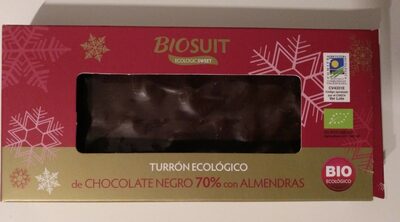 BIOSUIT
ECOLOGIC SWEET
TURRÓN ECOLÓGICO
de CHOCOLATE NEGRO 70% con ALMENDRAS
BIO
ECOLÓGICO